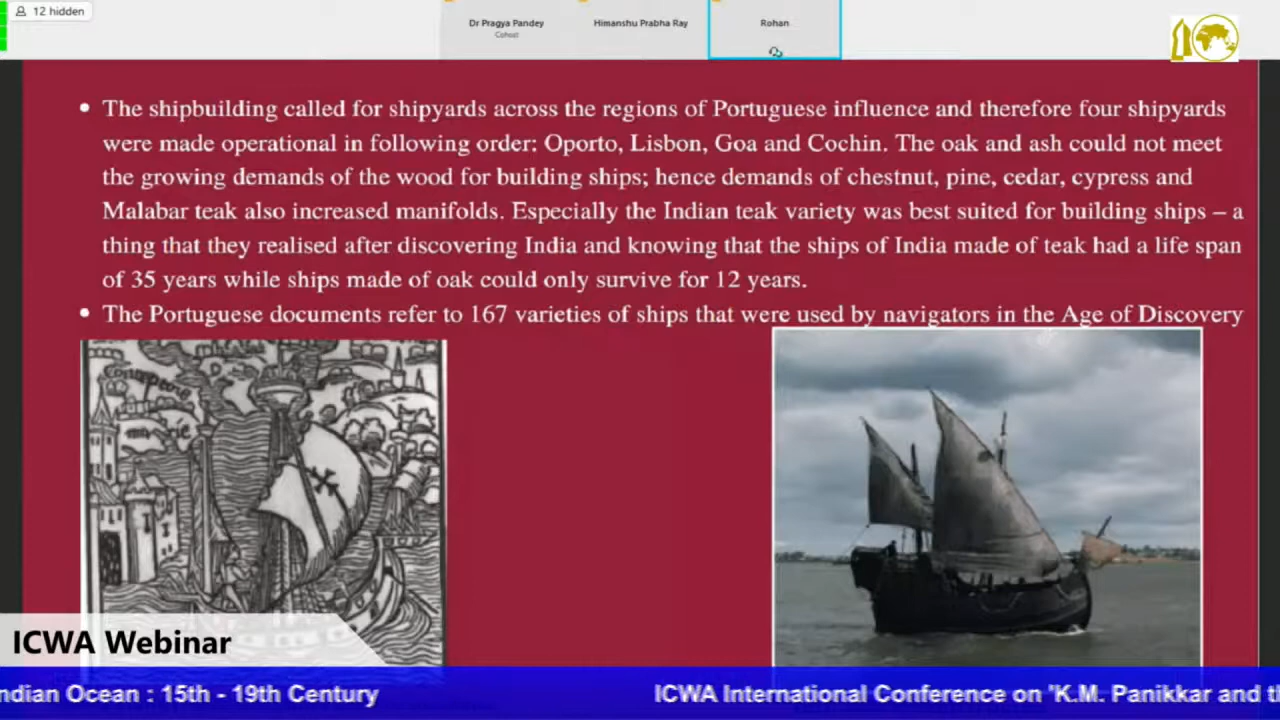 12 hidden
Dr Pragya Pandey
Cohost
Himanshu Prabha Ray
Rohan
• The shipbuilding called for shipyards across the regions of Portuguese influence and therefore four shipyards
were made operational in following order: Oporto, Lisbon, Goa and Cochin. The oak and ash could not meet
the growing demands of the wood for building ships; hence demands of chestnut, pine, cedar, cypress and
Malabar teak also increased manifolds. Especially the Indian teak variety was best suited for building ships – a
thing that they realised after discovering India and knowing that the ships of India made of teak had a life span
of 35 years while ships made of oak could only survive for 12 years.
• The Portuguese documents refer to 167 varieties of ships that were used by navigators in the Age of Discovery
ICWA Webinar
ndian Ocean : 15th - 19th Century
ICWA International Conference on 'K.M. Panikkar and th